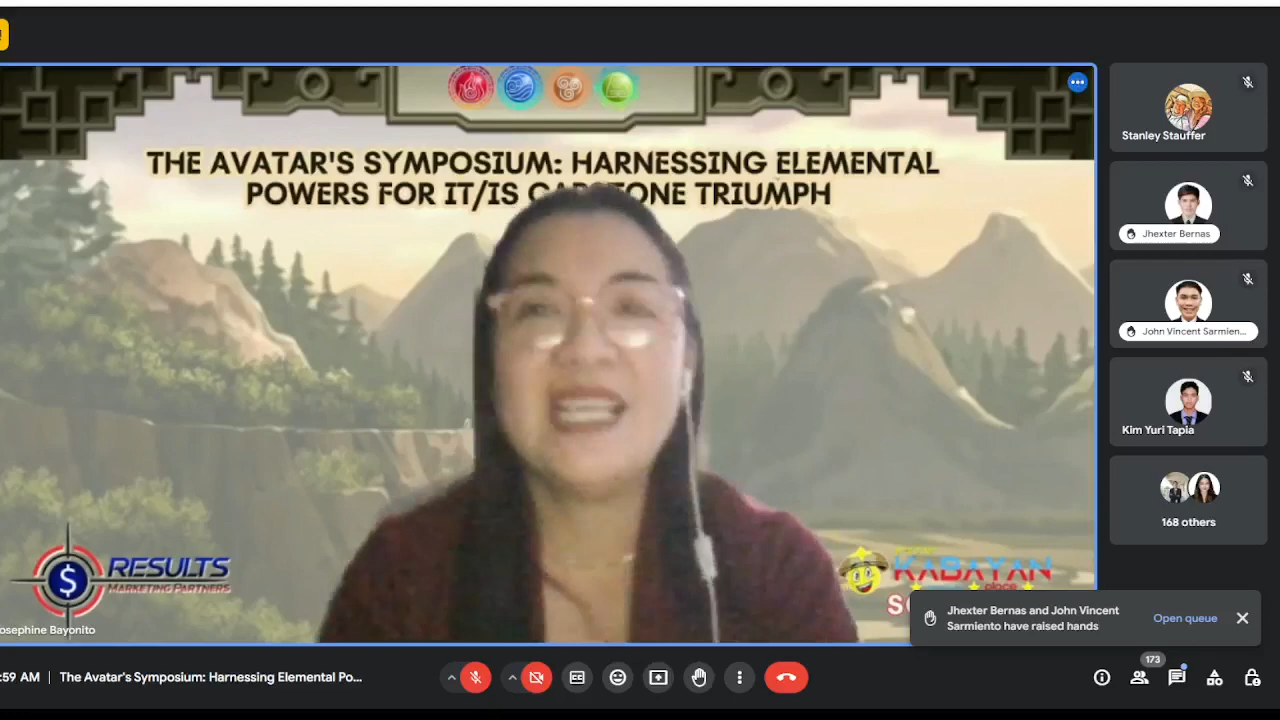 THE AVATAR'S SYMPOSIUM: HARNESSING ELEMENTAL
POWERS FOR IT/IS TRIUMPH
Stanley Stauffer
Jhexter Bernas
John Vincent Sarmien...
Kim Yuri Tapia
168 others
RESULTS
MARKETING PARTNERS
KABAYAN
place
osephine Bayonito
Jhexter Bernas and John Vincent
Sarmiento have raised hands
Open queue
:59 AM | The Avatar's Symposium: Harnessing Elemental Po...
173